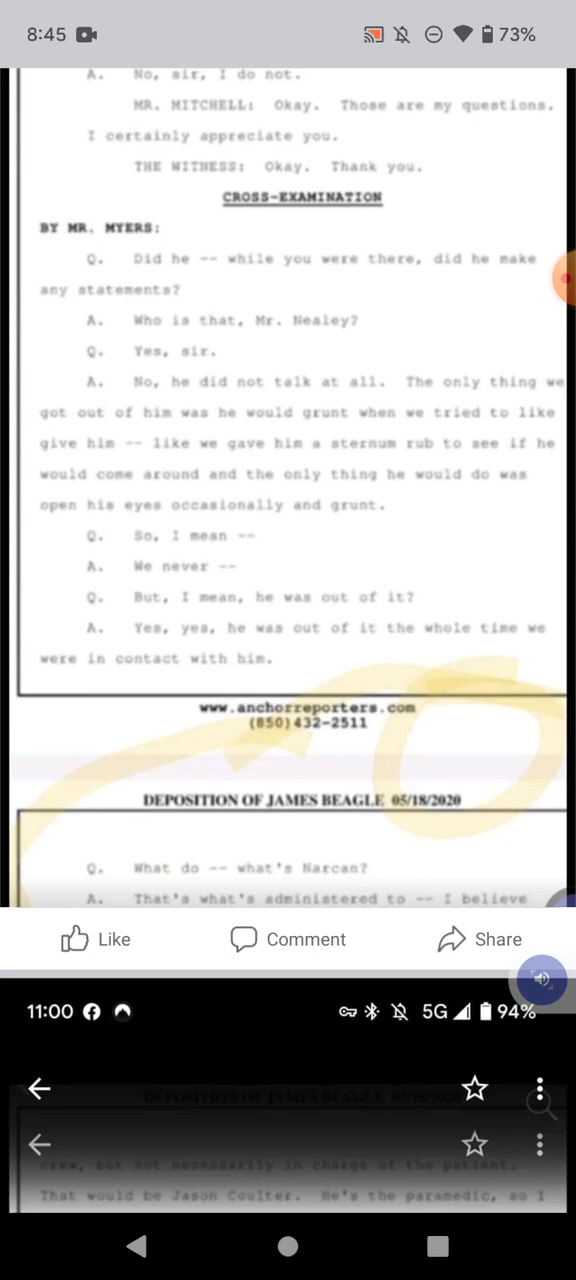 8:45 73%
A. No, sir, I do not.
MR. MITCHELL: Okay. Those are my questions.
I certainly appreciate you.
THE WITNESS: Okay. Thank you.
CROSS-EXAMINATION
BY MR. MYERS:
Q. Did he -- while you were there, did he make
any statements?
A. Who is that, Mr. Nealey?
Q. Yes, sir.
A. No, he did not talk at all. The only thing we
got out of him was he would grunt when we tried to like
give him -- like we gave him a sternum rub to see if he
would come around and the only thing he would do was
open his eyes occasionally and grunt.
Q. So, I mean --
A. We never --
Q. But, I mean, he was out of it?
A. Yes, yes, he was out of it the whole time we
were in contact with him.
www.anchorreporters.com
(850)432-2511
DEPOSITION OF JAMES BEAGLE 05/18/2020
Q. What do -- what's Narcan?
A. That's what's administered to -- I believe
Like Comment Share
11:00 5G 94%
DEPOSITION OF JAMES BEAGLE 05/18/2020
crew, but not necessarily in charge of the patient.
That would be Jason Coulter. He's the paramedic, so I